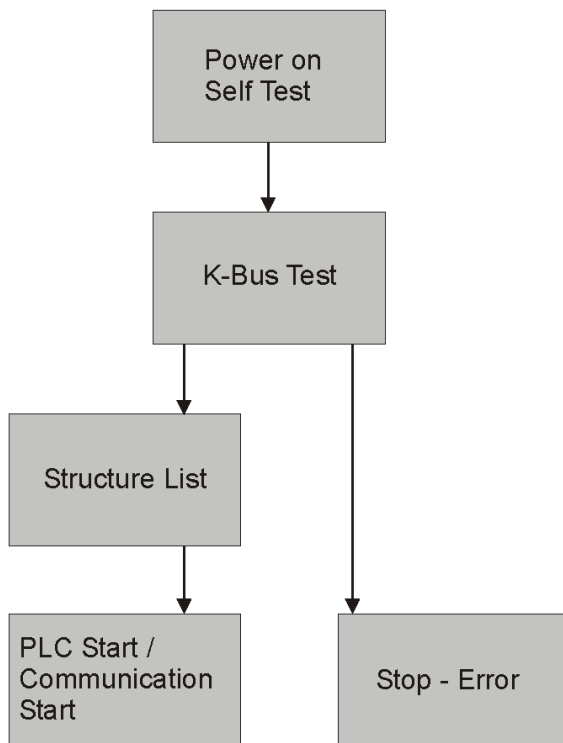 Power on
Self Test
K-Bus Test
Structure List
PLC Start /
Communication
Start
Stop - Error